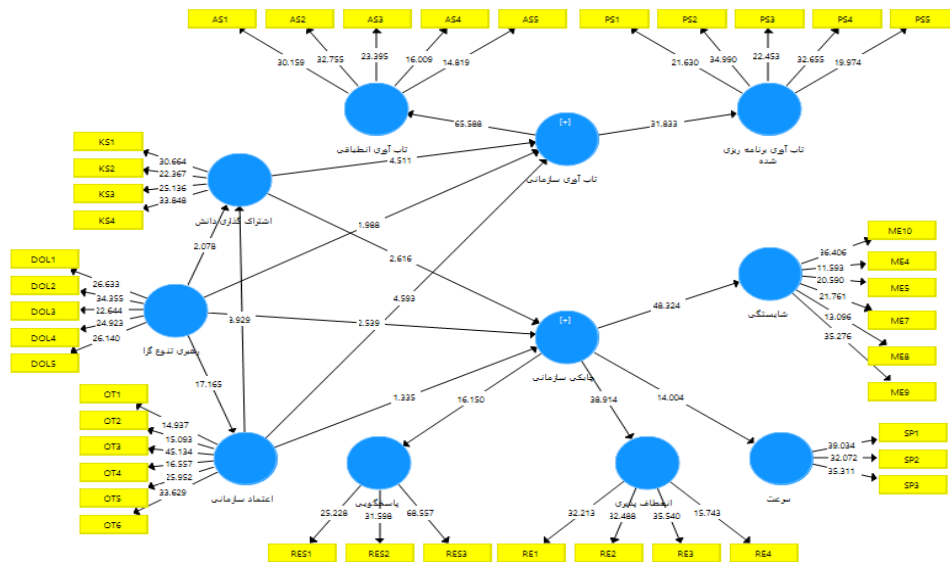 AS1 AS2 AS3 AS4 AS5 PS1 PS2 PS3 PS4 PS5
30.159 32.755 23.395 16.009 14.819 21.630 34.990 22.453 32.655 19.974
65.588 [+] 31.833
تاب آوری انطباقی
تاب آوری برنامه ریزی
شده
KS1
KS2
KS3
KS4
30.664
22.367
25.136
33.848
4.511
تاب آوری سازمانی
اشتراک گذاری دانش
2.078
1.988
2.616
4.593
DOL1
DOL2
DOL3
DOL4
DOL5
26.633
34.355
22.644
24.923
26.140
رهبری تنوع گرا
3.929
2.539
17.165
[+]
48.324
چابکی سازمانی
شایستگی
36.406
11.593
20.590
21.761
13.096
35.276
ME10
ME4
ME5
ME7
ME8
ME9
OT1
OT2
OT3
OT4
OT5
OT6
14.937
15.093
45.134
16.557
25.952
33.629
اعتماد سازمانی
1.335
16.150
38.914
14.004
پاسخگویی
انعطاف پذیری
سرعت
39.034
32.072
35.311
SP1
SP2
SP3
25.228 31.598 68.557 32.213 32.488 35.540 15.743
RES1 RES2 RES3 RE1 RE2 RE3 RE4